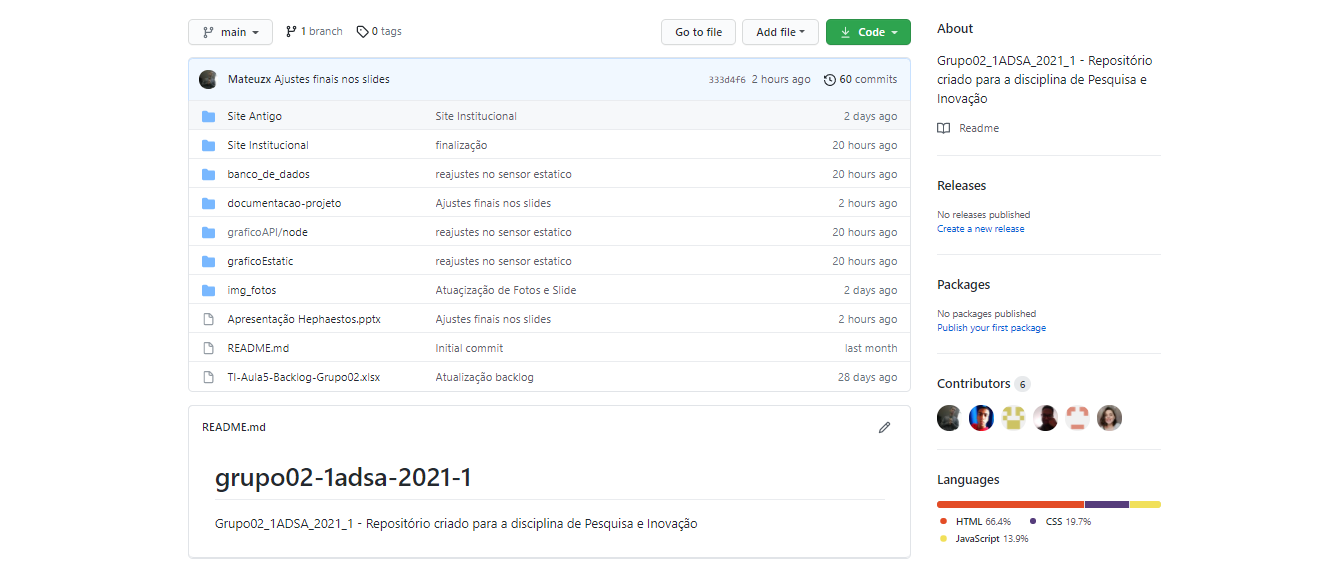 main
1 branch
0 tags
Go to file
Add file
Code
Mateuzx Ajustes finais nos slides
333d4f6 2 hours ago
60 commits
Site Antigo Site Institucional 2 days ago
Site Institucional finalização 20 hours ago
banco_de_dados reajustes no sensor estatico 20 hours ago
documentacao-projeto Ajustes finais nos slides 2 hours ago
graficoAPI/node reajustes no sensor estatico 20 hours ago
graficoEstatic reajustes no sensor estatico 20 hours ago
img_fotos Atuaçização de Fotos e Slide 2 days ago
Apresentação Hephaestos.pptx Ajustes finais nos slides 2 hours ago
README.md Initial commit last month
TI-Aula5-Backlog-Grupo02.xlsx Atualização backlog 28 days ago
README.md
grupo02-1adsa-2021-1
Grupo02_1ADSA_2021_1 - Repositório criado para a disciplina de Pesquisa e Inovação
About
Grupo02_1ADSA_2021_1 - Repositório
criado para a disciplina de Pesquisa e
Inovação
Readme
Releases
No releases published
Create a new release
Packages
No packages published
Publish your first package
Contributors 6
Languages
HTML 66.4% CSS 19.7%
JavaScript 13.9%